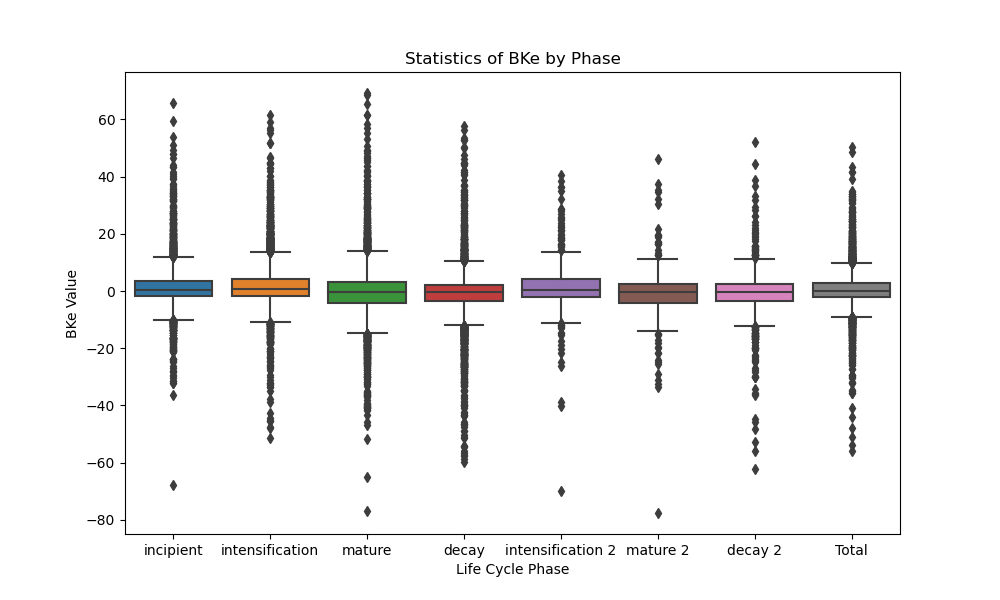 Statistics of BKe by Phase
BKe Value
60
40
20
0
−20
−40
−60
−80
incipient intensification mature decay intensification 2 mature 2 decay 2 Total
Life Cycle Phase